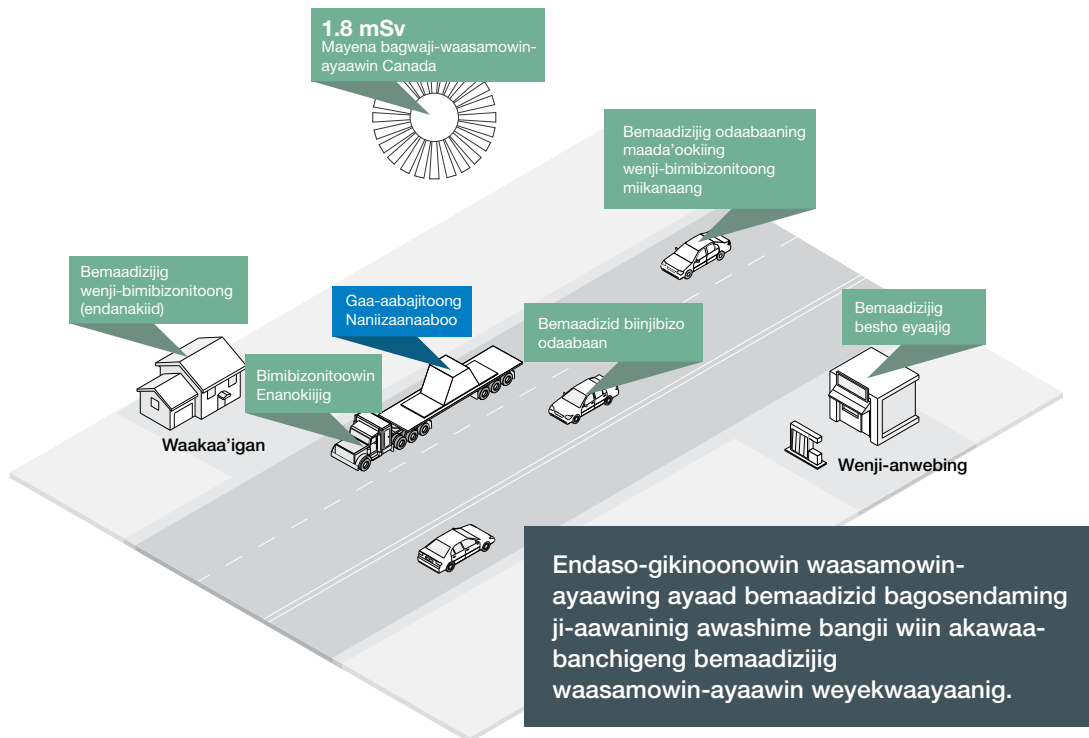 1.8 mSv
Mayena bagwaji-waasamowin-
ayaawin Canada
Bemaadizijig odaabaaning
maada’ookiing
wenji-bimibizonitoong
miikanaang
Bemaadizijig
wenji-bimibizonitoong
(endanakiid)
Gaa-aabajitoong
Naniizaanaaboo
Bemaadizid biinjibizo
odaabaan
Bemaadizijig
besho eyaajig
Bimibizonitoowin
Enanokiijig
Waakaa’igan
Wenji-anwebing
Endaso-gikinoonowin waasamowin-
ayaawing ayaad bemaadizid bagosendaming
ji-aawaninig awashime bangii wiin akawaa-
banchigeng bemaadizijig
waasamowin-ayaawin weyekwaayaanig.